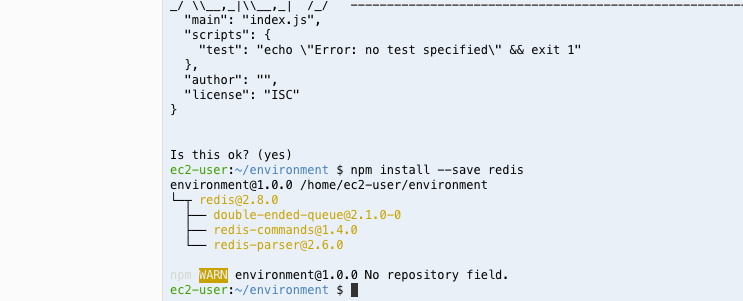 _/ \\__,_|\\__,_|  /_/   ----------------------------------------------------------
  "main": "index.js",
  "scripts": {
    "test": "echo \"Error: no test specified\" && exit 1"
  },
  "author": "",
  "license": "ISC"
}
Is this ok? (yes)
ec2-user:~/environment $ npm install --save redis
environment@1.0.0 /home/ec2-user/environment
└─┬ redis@2.8.0
  ├── double-ended-queue@2.1.0-0
  ├── redis-commands@1.4.0
  └── redis-parser@2.6.0
npm WARN environment@1.0.0 No repository field.
ec2-user:~/environment $